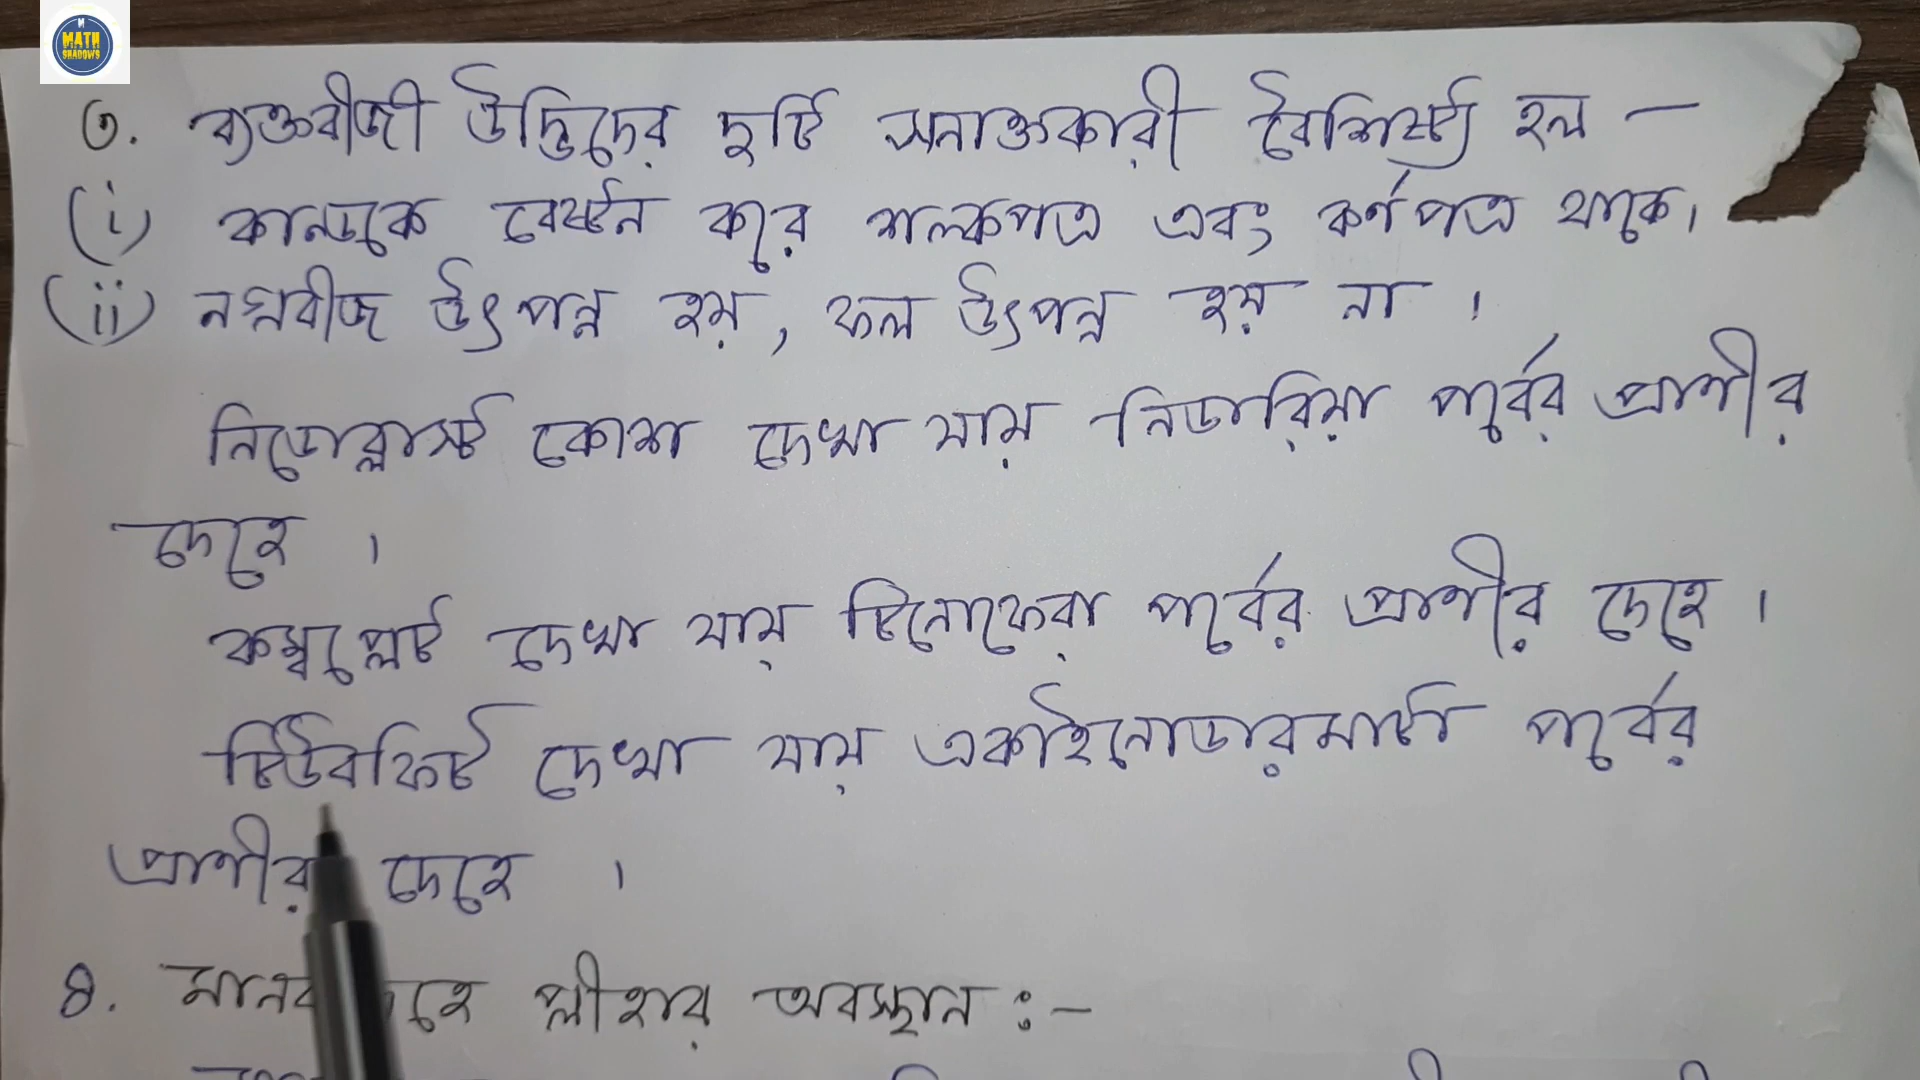 MATH
SHADOWS
৩. ব্যক্তবীজী উদ্ভিদের দুটি সনাক্তকারী বৈশিষ্ট্য হল —
(i) কান্ডকে বেষ্টন করে শল্কপত্র এবং কর্ণপত্র থাকে।
(ii) নগ্নবীজ উৎপন্ন হয়, ফল উৎপন্ন হয় না ।
নিডোব্লাস্ট কোশ দেখা যায় নিডারিয়া পর্বের প্রাণীর
দেহে ।
কম্বপ্লেট দেখা যায় টিনোফেরা পর্বের প্রাণীর দেহে ।
টিউবফিট দেখা যায় একাইনোডারমাটা পর্বের
প্রাণীর দেহে ।
৪. প্লীহার অবস্থান :-